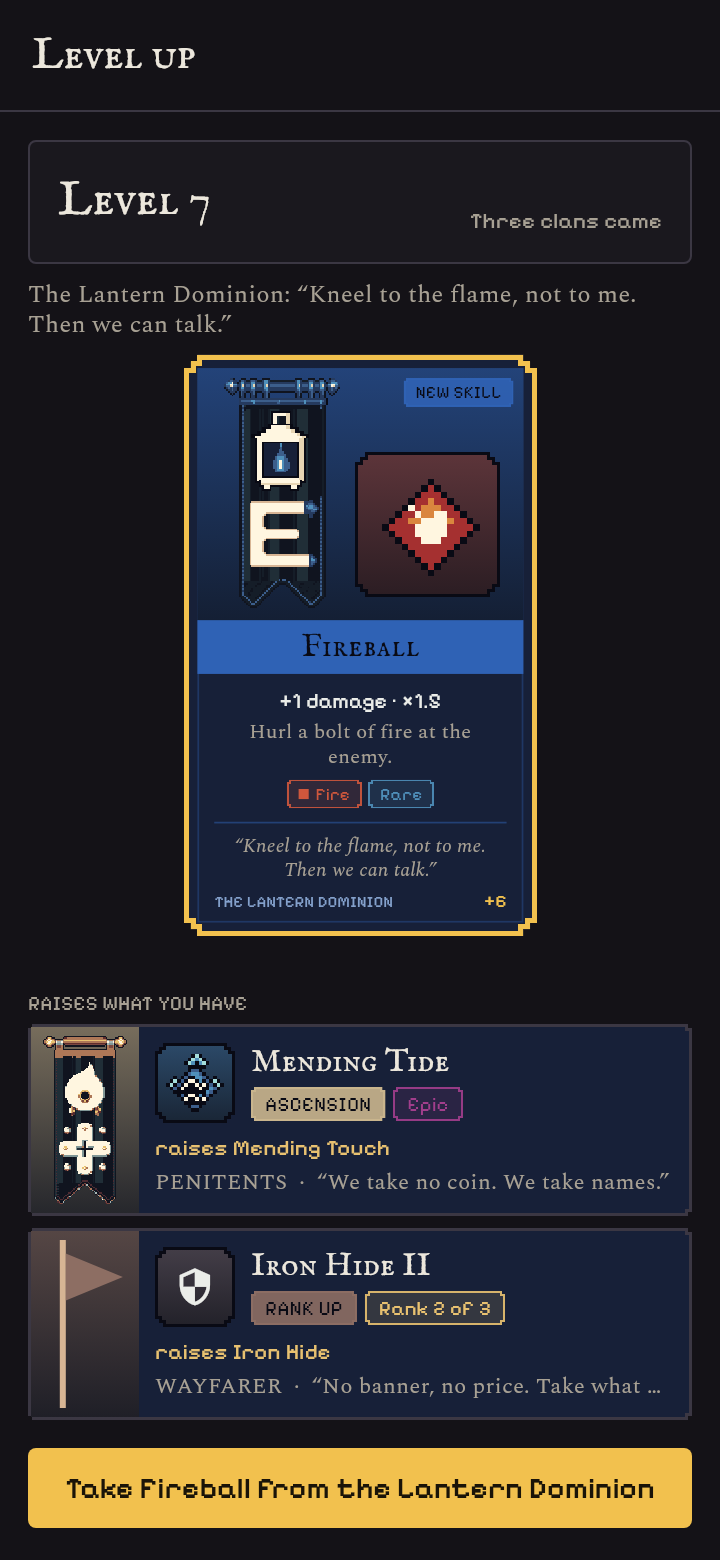 Level up
Level 7
Three clans came
The Lantern Dominion: “Kneel to the flame, not to me.
Then we can talk.”
NEW SKILL
E
Fireball
+1 damage · ×1.8
Hurl a bolt of fire at the
enemy.
Fire
Rare
“Kneel to the flame, not to me.
Then we can talk.”
THE LANTERN DOMINION
+6
RAISES WHAT YOU HAVE
Mending Tide
ASCENSION
Epic
raises Mending Touch
PENITENTS · “We take no coin. We take names.”
Iron Hide II
RANK UP
Rank 2 of 3
raises Iron Hide
WAYFARER · “No banner, no price. Take what ...
Take Fireball from the Lantern Dominion